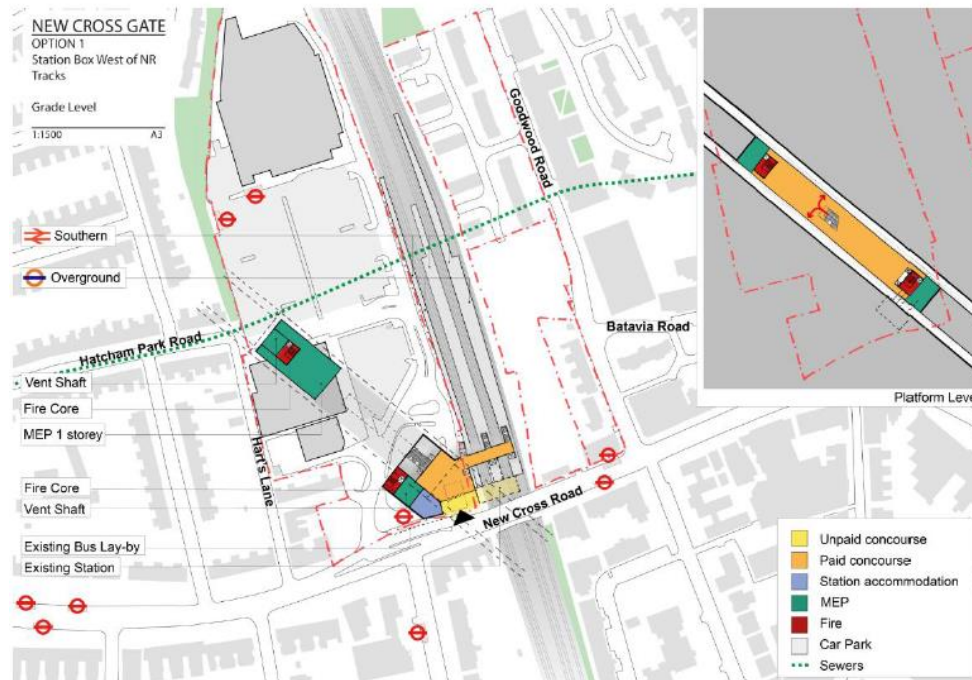 NEW CROSS GATE
OPTION 1
Station Box West of NR
Tracks
Grade Level
1:1500 A3
Southern
Overground
Goodwood Road
Hatcham Park Road
Batavia Road
Vent Shaft
Fire Core
MEP 1 storey
Hart's Lane
Fire Core
Vent Shaft
New Cross Road
Existing Bus Lay-by
Existing Station
Platform Leve
Unpaid concourse
Paid concourse
Station accommodation
MEP
Fire
Car Park
Sewers